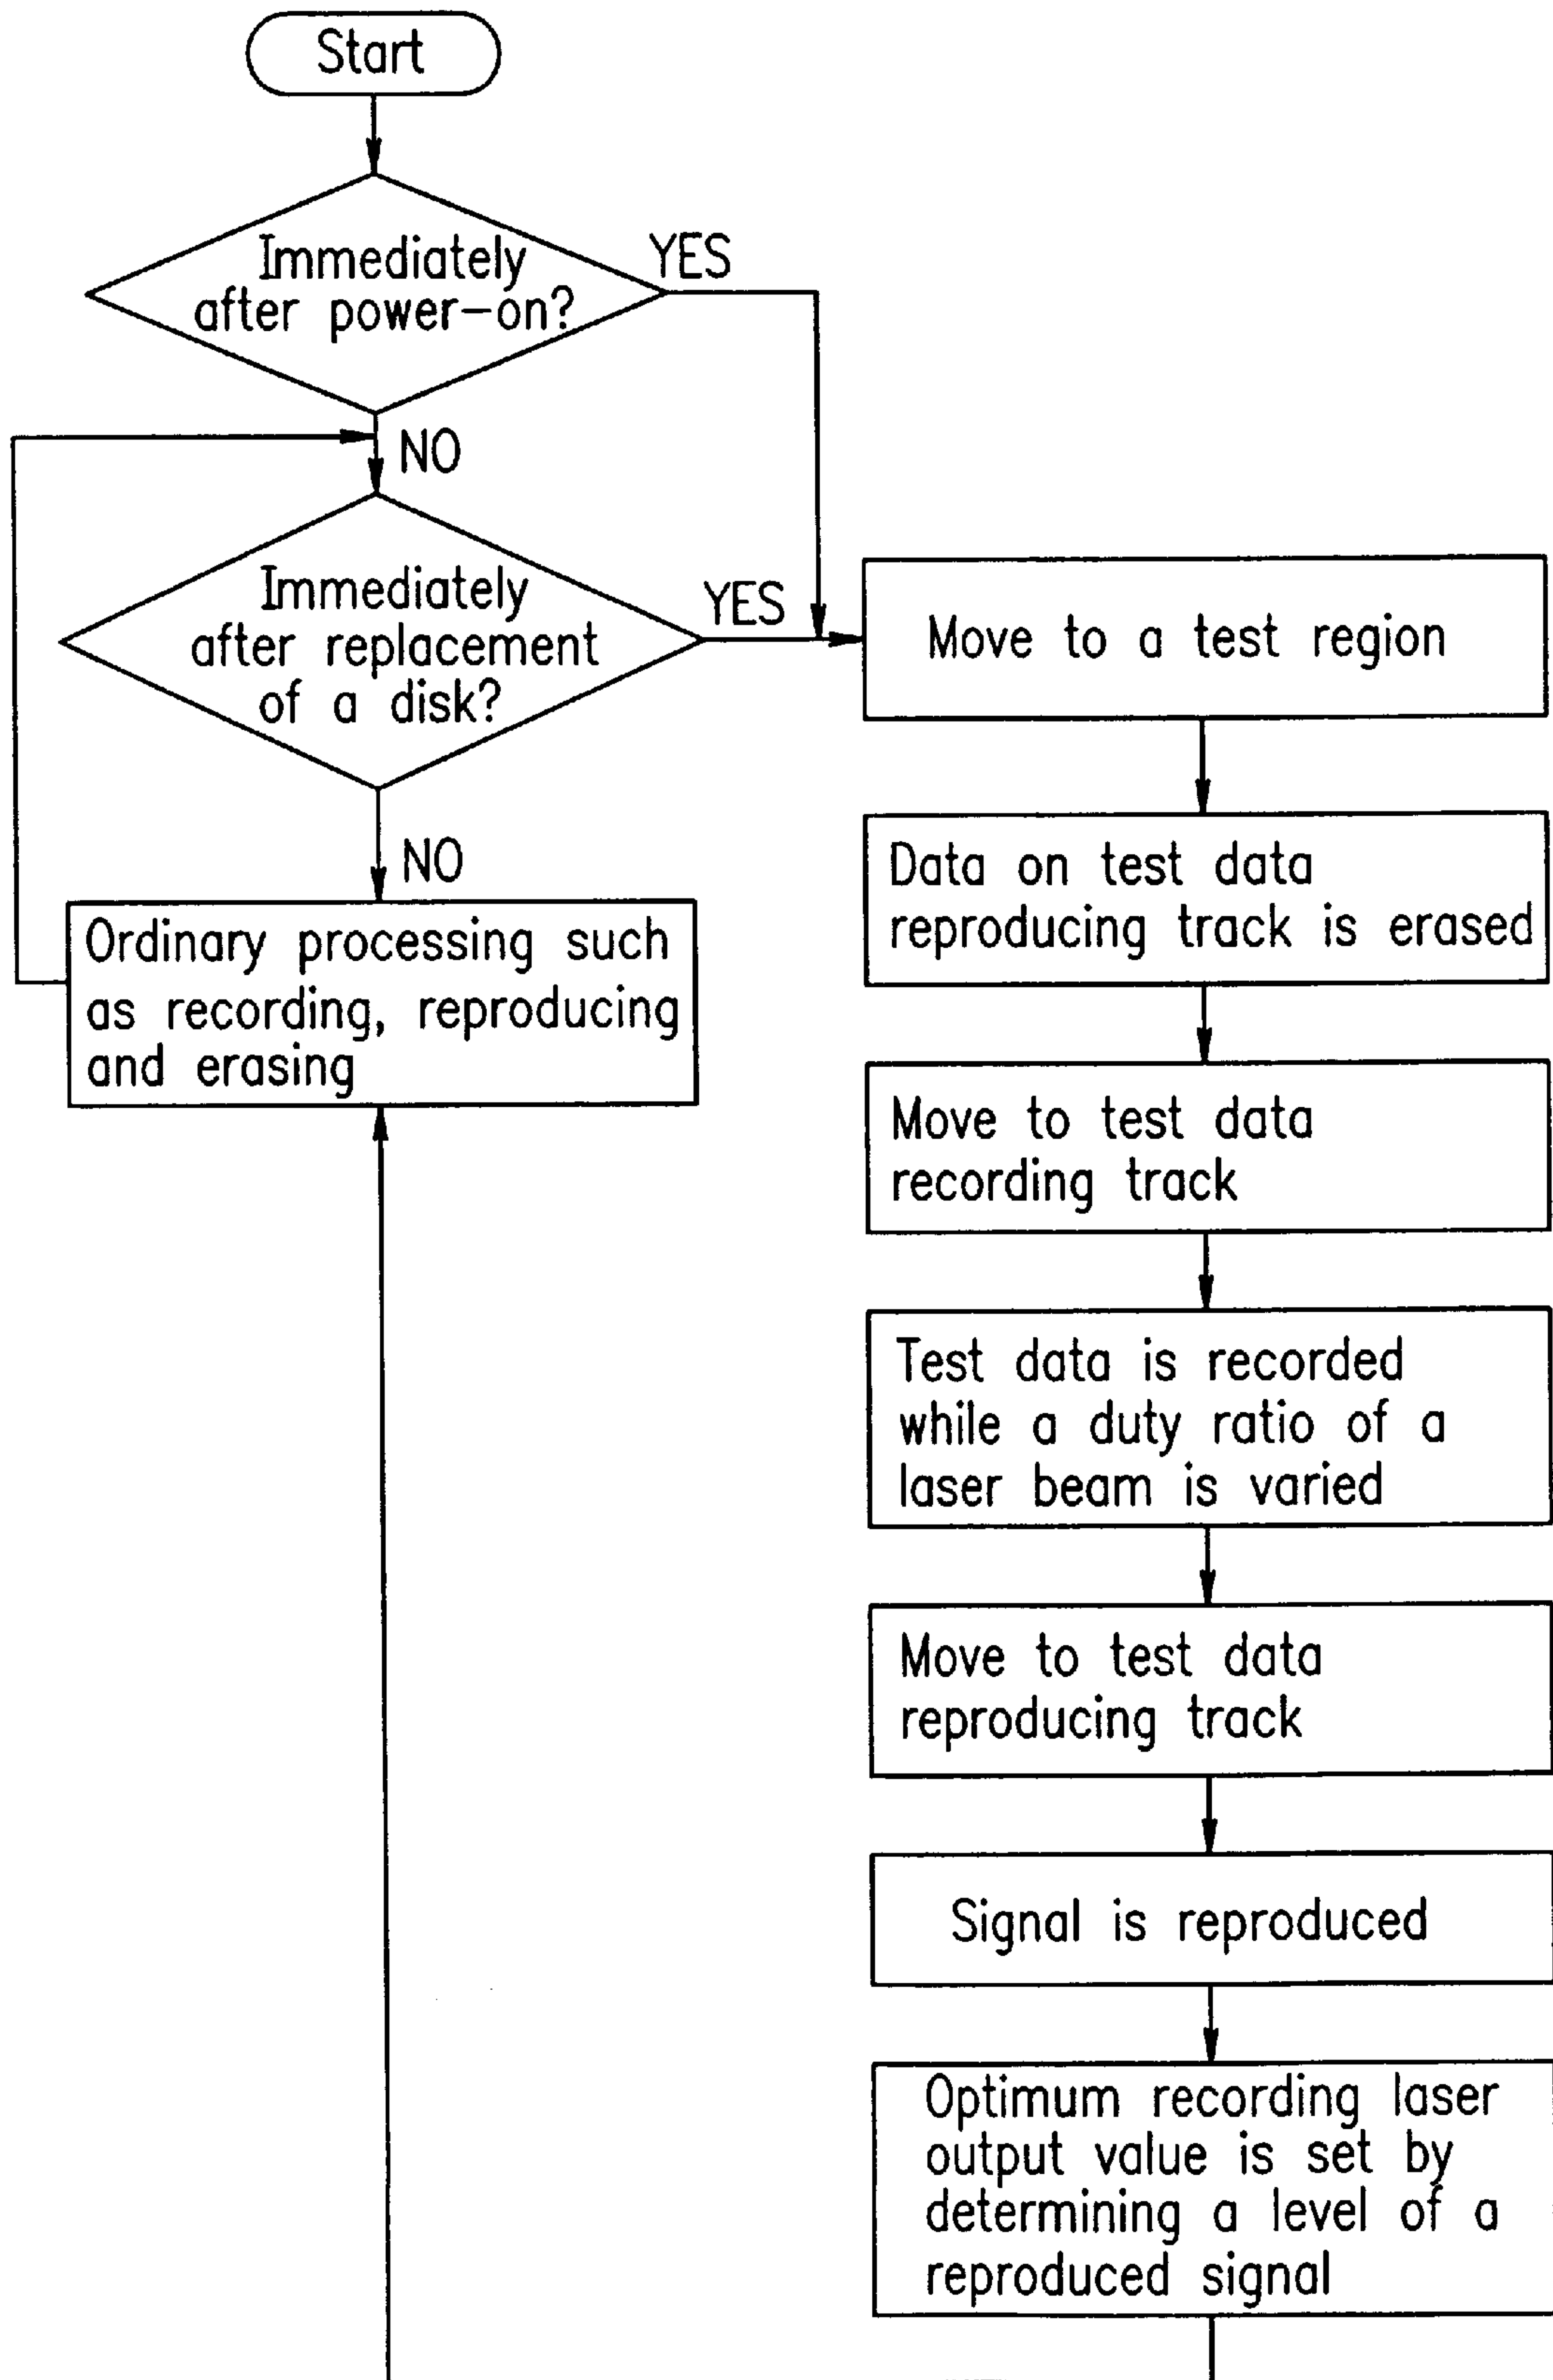 Start
Immediately
after power-on?
YES
NO
Immediately
after replacement
of a disk?
YES
NO
Ordinary processing such
as recording, reproducing
and erasing
Move to a test region
Data on test data
reproducing track is erased
Move to test data
recording track
Test data is recorded
while a duty ratio of a
laser beam is varied
Move to test data
reproducing track
Signal is reproduced
Optimum recording laser
output value is set by
determining a level of a
reproduced signal